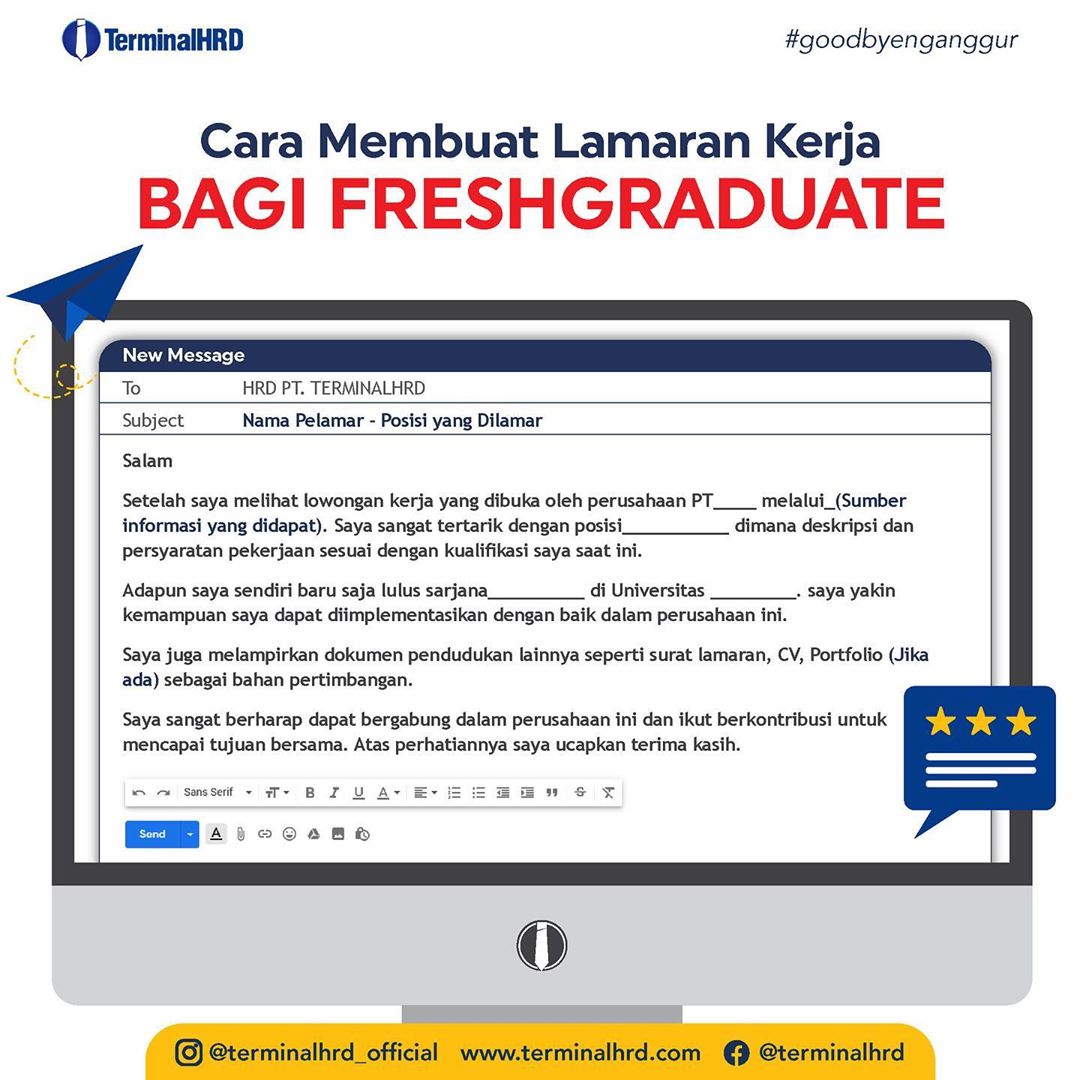 TerminalHRD
#goodbyenganggur
Cara Membuat Lamaran Kerja
BAGI FRESHGRADUATE
New Message
To HRD PT. TERMINALHRD
Subject Nama Pelamar - Posisi yang Dilamar
Salam
Setelah saya melihat lowongan kerja yang dibuka oleh perusahaan PT____ melalui_(Sumber
informasi yang didapat). Saya sangat tertarik dengan posisi__________ dimana deskripsi dan
persyaratan pekerjaan sesuai dengan kualifikasi saya saat ini.
Adapun saya sendiri baru saja lulus sarjana_________ di Universitas ________. saya yakin
kemampuan saya dapat diimplementasikan dengan baik dalam perusahaan ini.
Saya juga melampirkan dokumen pendudukan lainnya seperti surat lamaran, CV, Portfolio (Jika
ada) sebagai bahan pertimbangan.
Saya sangat berharap dapat bergabung dalam perusahaan ini dan ikut berkontribusi untuk
mencapai tujuan bersama. Atas perhatiannya saya ucapkan terima kasih.
Sans Serif TT B I U A
Send A
@terminalhrd_official www.terminalhrd.com @terminalhrd